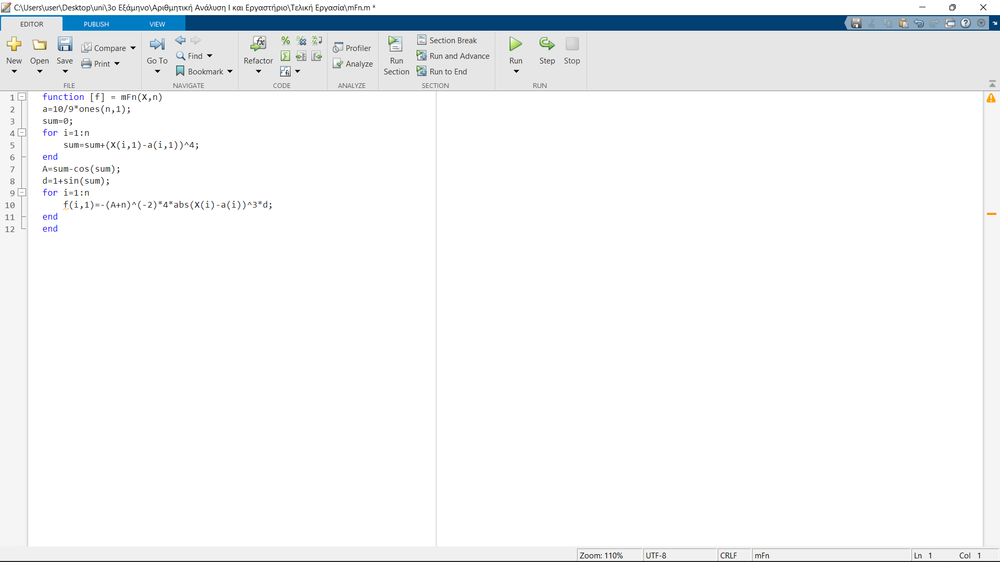 C:\Users\user\Desktop\uni\3ο Εξάμηνο\Αριθμητική Ανάλυση Ι και Εργαστήριο\Τελική Εργασία\mFn.m *
EDITOR PUBLISH VIEW
New Open Save Compare Print
FILE
Go To Find Bookmark
NAVIGATE
Refactor
CODE
Profiler Analyze
ANALYZE
Run Section Section Break Run and Advance Run to End
SECTION
Run Step Stop
RUN
1 function [f] = mFn(X,n)
2 a=10/9*ones(n,1);
3 sum=0;
4 for i=1:n
5 sum=sum+(X(i,1)-a(i,1))^4;
6 end
7 A=sum-cos(sum);
8 d=1+sin(sum);
9 for i=1:n
10 f(i,1)=-(A+n)^(-2)*4*abs(X(i)-a(i))^3*d;
11 end
12 end
Zoom: 110% UTF-8 CRLF mFn Ln 1 Col 1